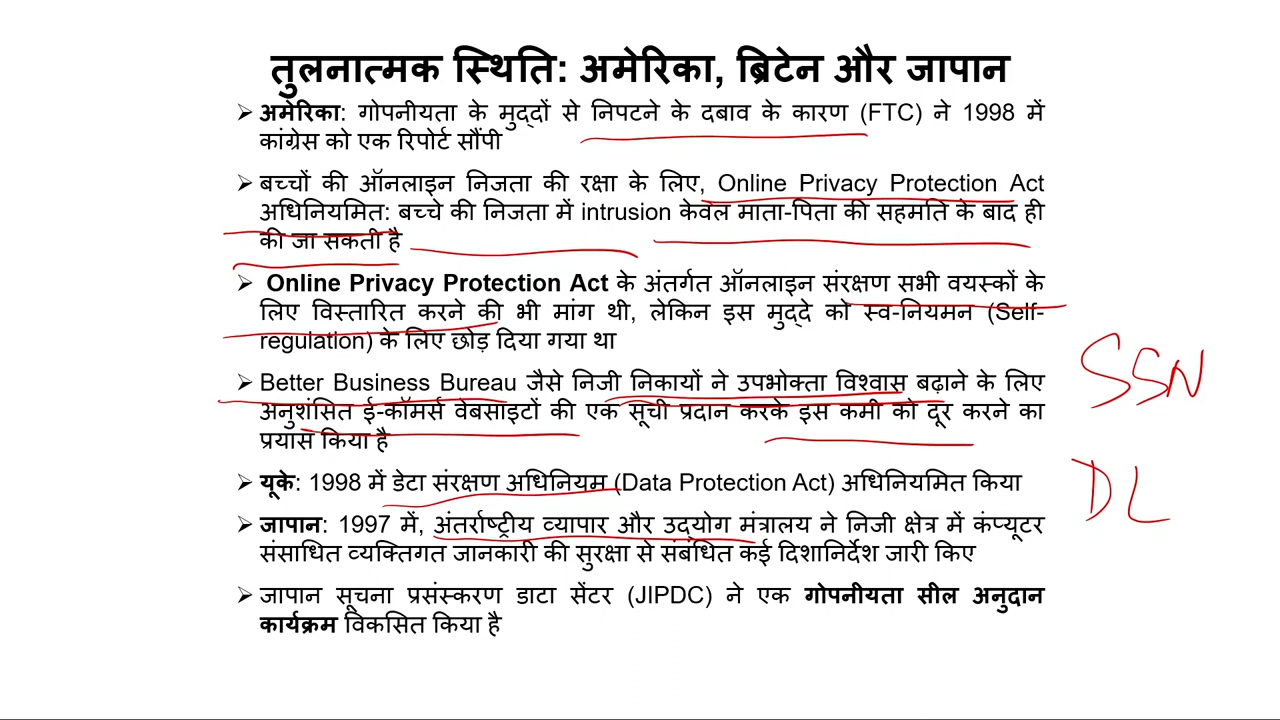 तुलनात्मक स्थिति: अमेरिका, ब्रिटेन और जापान
➢ अमेरिका: गोपनीयता के मुद्दों से निपटने के दबाव के कारण (FTC) ने 1998 में
कांग्रेस को एक रिपोर्ट सौंपी
➢ बच्चों की ऑनलाइन निजता की रक्षा के लिए, Online Privacy Protection Act
अधिनियमित: बच्चे की निजता में intrusion केवल माता-पिता की सहमति के बाद ही
की जा सकती है
➢ Online Privacy Protection Act के अंतर्गत ऑनलाइन संरक्षण सभी वयस्कों के
लिए विस्तारित करने की भी मांग थी, लेकिन इस मुद्दे को स्व-नियमन (Self-
regulation) के लिए छोड़ दिया गया था
➢ Better Business Bureau जैसे निजी निकायों ने उपभोक्ता विश्वास बढ़ाने के लिए
अनुशंसित ई-कॉमर्स वेबसाइटों की एक सूची प्रदान करके इस कमी को दूर करने का
प्रयास किया है
➢ यूके: 1998 में डेटा संरक्षण अधिनियम (Data Protection Act) अधिनियमित किया
➢ जापान: 1997 में, अंतर्राष्ट्रीय व्यापार और उद्योग मंत्रालय ने निजी क्षेत्र में कंप्यूटर
संसाधित व्यक्तिगत जानकारी की सुरक्षा से संबंधित कई दिशानिर्देश जारी किए
➢ जापान सूचना प्रसंस्करण डाटा सेंटर (JIPDC) ने एक गोपनीयता सील अनुदान
कार्यक्रम विकसित किया है
SSN
DL